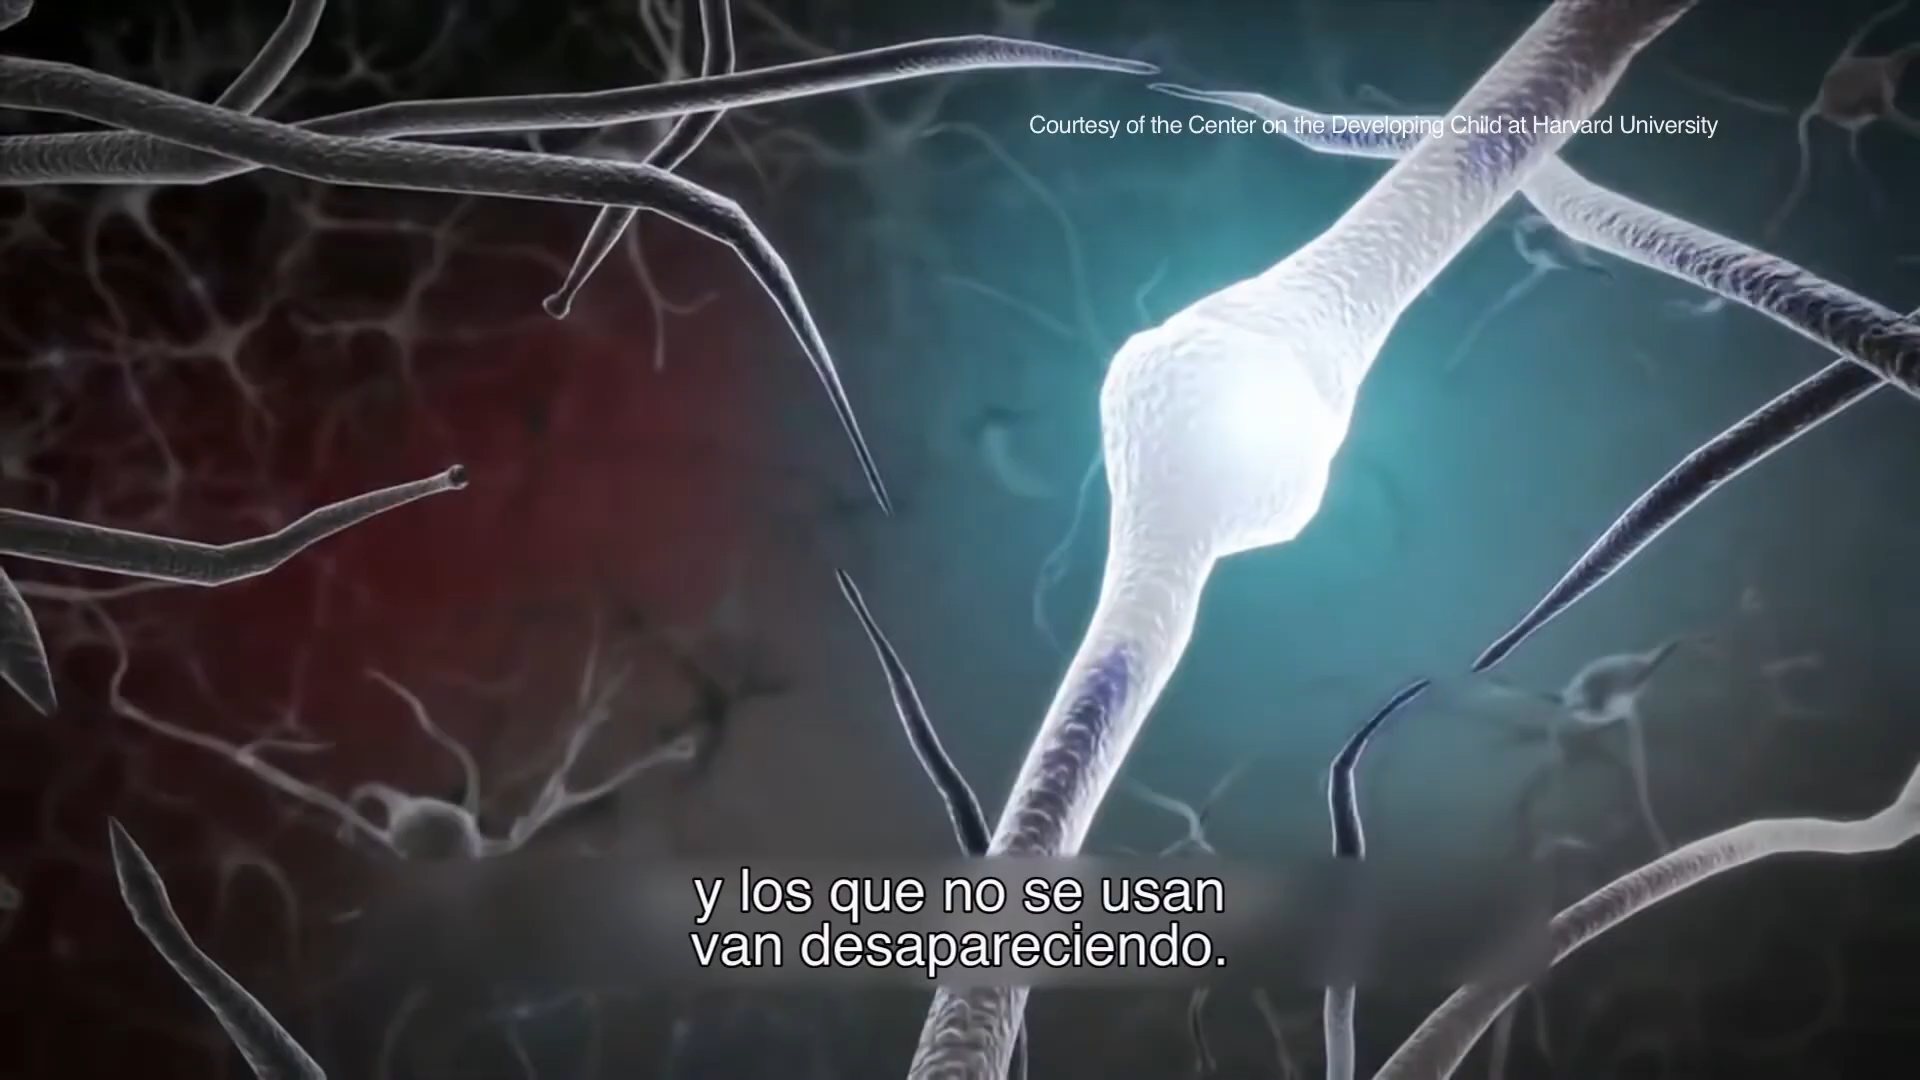 Courtesy of the Center on the Developing Child at Harvard University
y los que no se usan
van desapareciendo.